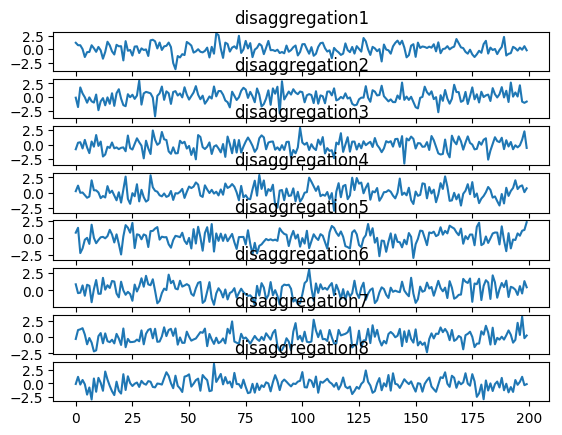 disaggregation1
2.5
0.0
−2.5
disaggregation2
2.5
0.0
−2.5
disaggregation3
2.5
0.0
−2.5
disaggregation4
2.5
0.0
−2.5
disaggregation5
2.5
0.0
−2.5
disaggregation6
2.5
0.0
disaggregation7
2.5
0.0
−2.5
disaggregation8
2.5
0.0
−2.5
0 25 50 75 100 125 150 175 200